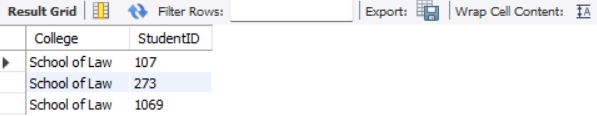 Result Grid Filter Rows: Export: Wrap Cell Content:
College StudentID
School of Law 107
School of Law 273
School of Law 1069